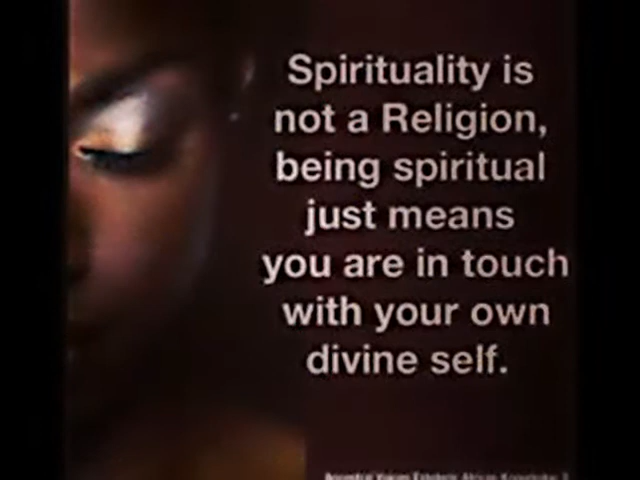 Spirituality is
not a Religion,
being spiritual
just means
you are in touch
with your own
divine self.